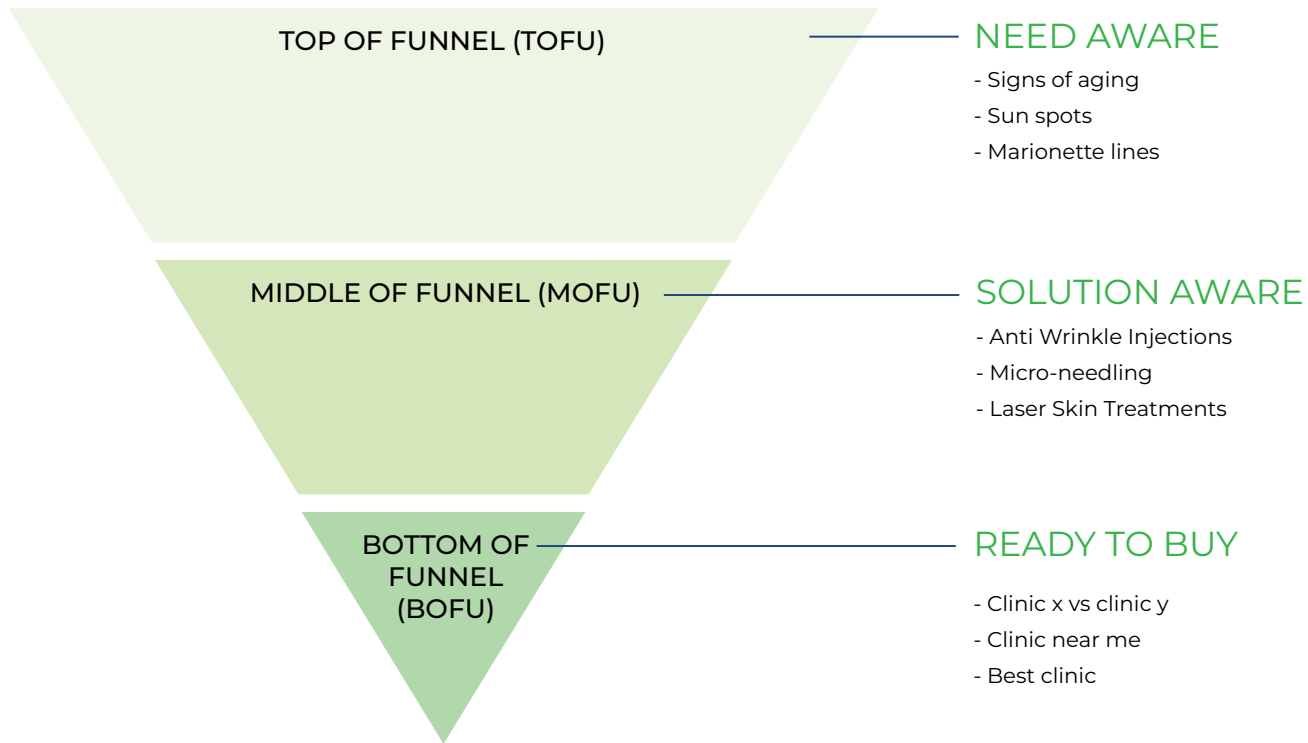 TOP OF FUNNEL (TOFU)
NEED AWARE
- Signs of aging
- Sun spots
- Marionette lines
MIDDLE OF FUNNEL (MOFU)
SOLUTION AWARE
- Anti Wrinkle Injections
- Micro-needling
- Laser Skin Treatments
BOTTOM OF
FUNNEL
(BOFU)
READY TO BUY
- Clinic x vs clinic y
- Clinic near me
- Best clinic